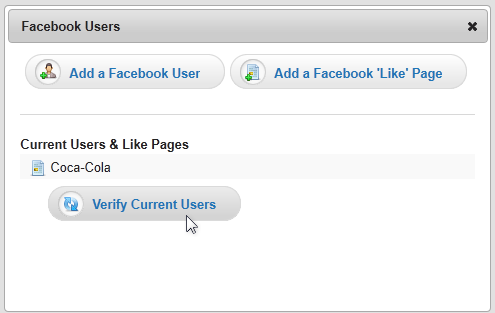 Facebook Users
Add a Facebook User
Add a Facebook 'Like' Page
Current Users & Like Pages
Coca-Cola
Verify Current Users